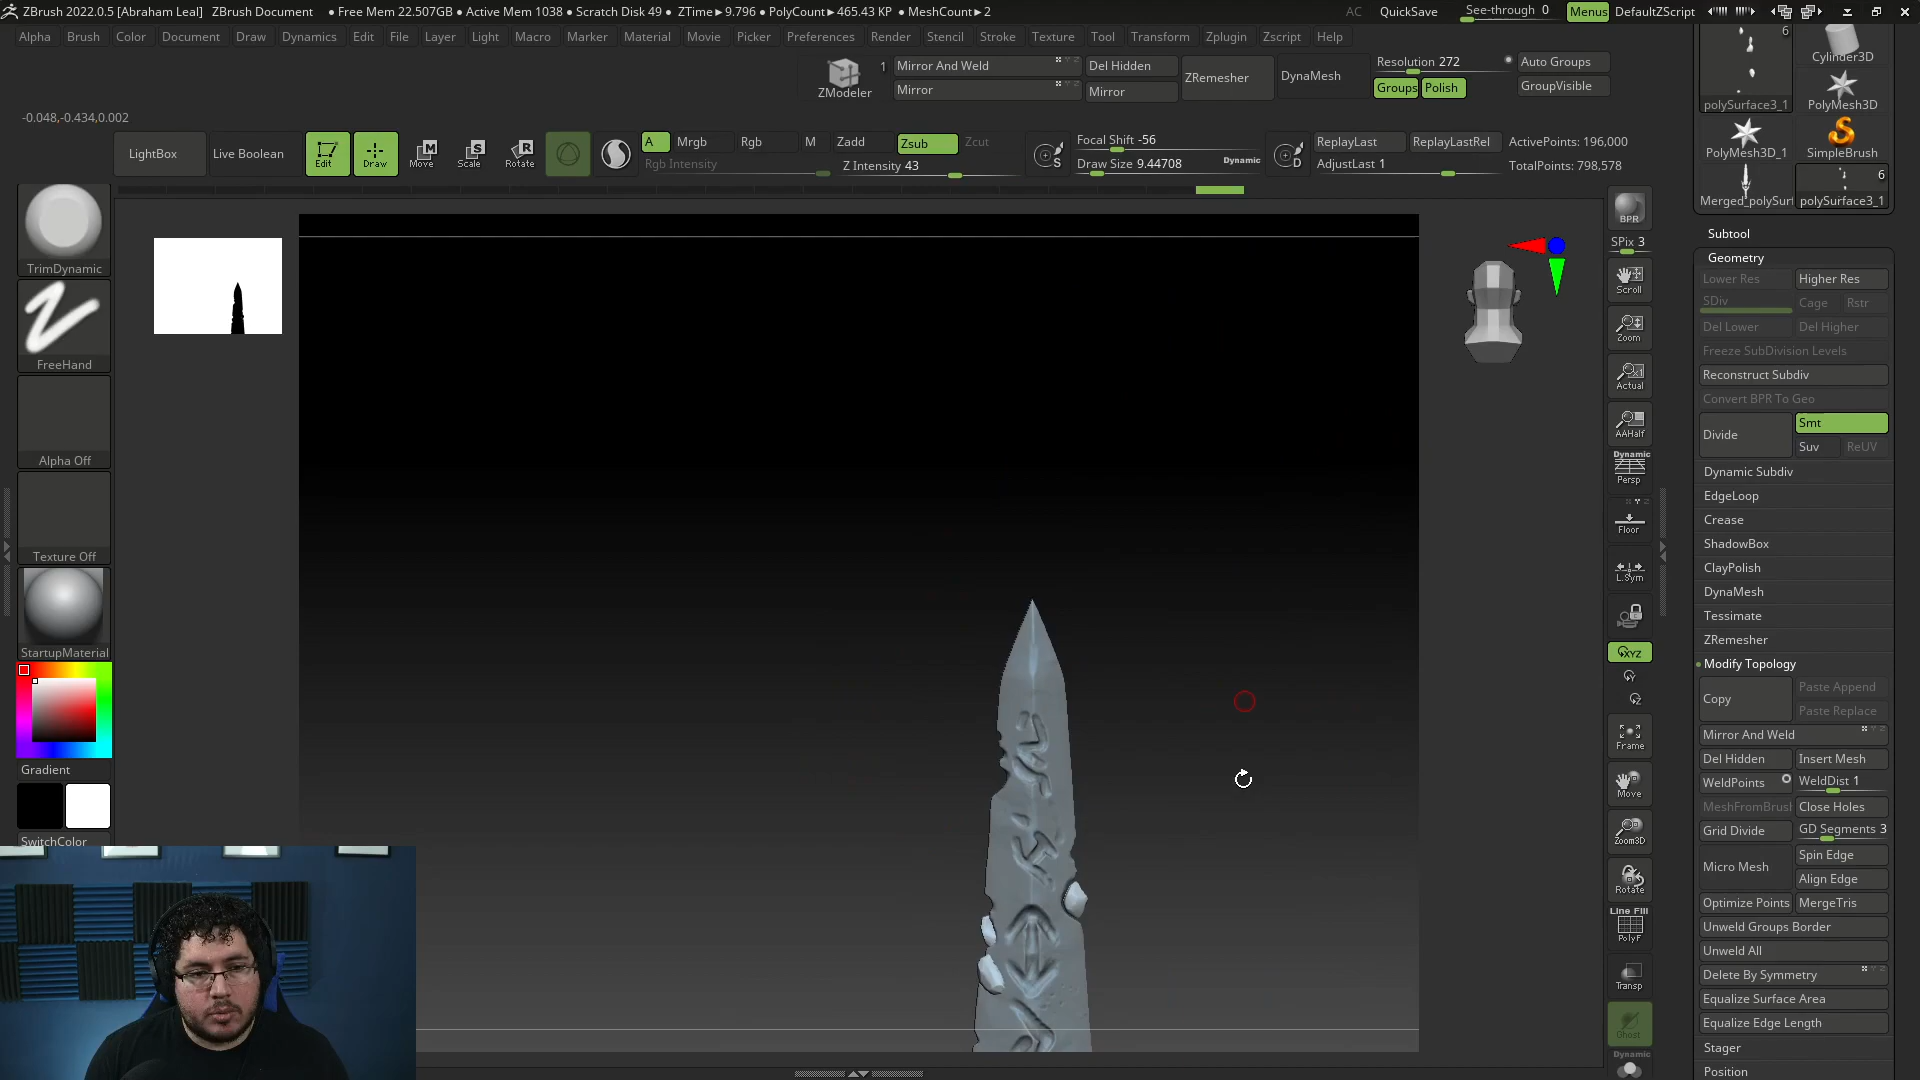 ZBrush 2022.0.5 [Abraham Leal] ZBrush Document ● Free Mem 22.507GB ● Active Mem 1038 ● Scratch Disk 49 ● ZTime►9.796 ● PolyCount►465.43 KP ● MeshCount►2 AC QuickSave See-through 0 Menus DefaultZScript
Alpha Brush Color Document Draw Dynamics Edit File Layer Light Macro Marker Material Movie Picker Preferences Render Stencil Stroke Texture Tool Transform Zplugin Zscript Help
ZModeler 1
Mirror And Weld
Mirror
Del Hidden
Mirror
ZRemesher
DynaMesh
Resolution 272
Groups Polish
Auto Groups
GroupVisible
-0.048,-0.434,0.002
LightBox
Live Boolean
Edit
Draw
Move
Scale
Rotate
A Mrgb Rgb M
Rgb Intensity
Zadd Zsub Zcut
Z Intensity 43
Focal Shift -56
Draw Size 9.44708 Dynamic
ReplayLast ReplayLastRel
AdjustLast 1
ActivePoints: 196,000
TotalPoints: 798,578
TrimDynamic
FreeHand
Alpha Off
Texture Off
StartupMaterial
Gradient
SwitchColor
BPR
SPix 3
Scroll
Zoom
Actual
AAHalf
Dynamic
Persp
Floor
L.Sym
XYZ
Frame
Move
Zoom3D
Rotate
Line Fill
PolyF
Transp
Ghost
Dynamic
6
polySurface3_1
Cylinder3D
PolyMesh3D
PolyMesh3D_1
SimpleBrush
Merged_polySur
6
polySurface3_1
Subtool
Geometry
Lower Res Higher Res
SDiv Cage Rstr
Del Lower Del Higher
Freeze SubDivision Levels
Reconstruct Subdiv
Convert BPR To Geo
Divide Smt
Suv ReUV
Dynamic Subdiv
EdgeLoop
Crease
ShadowBox
ClayPolish
DynaMesh
Tessimate
ZRemesher
Modify Topology
Copy Paste Append
Paste Replace
Mirror And Weld
Del Hidden Insert Mesh
WeldPoints WeldDist 1
MeshFromBrus Close Holes
Grid Divide GD Segments 3
Micro Mesh Spin Edge
Align Edge
Optimize Points MergeTris
Unweld Groups Border
Unweld All
Delete By Symmetry
Equalize Surface Area
Equalize Edge Length
Stager
Position